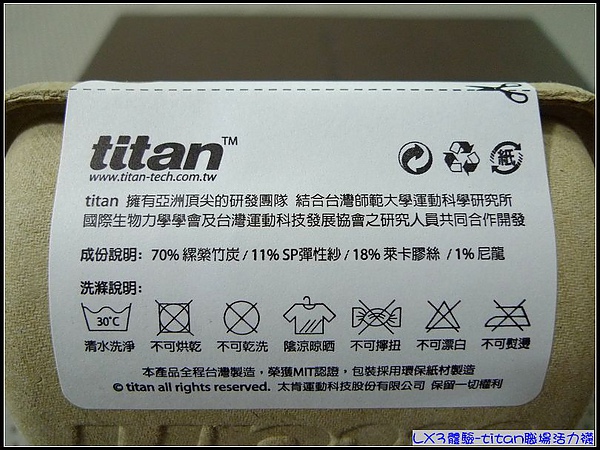 titan™
www.titan-tech.com.tw
紙
titan 擁有亞洲頂尖的研發團隊 結合台灣師範大學運動科學研究所
國際生物力學學會及台灣運動科技發展協會之研究人員共同合作開發
成份說明: 70% 縲縈竹炭 / 11% SP彈性紗 / 18% 萊卡膠絲 / 1% 尼龍
洗滌說明:
30°C
清水洗淨 不可烘乾 不可乾洗 陰涼晾晒 不可擰扭 不可漂白 不可熨燙
本產品全程台灣製造，榮獲MIT認證，包裝採用環保紙材製造
© titan all rights reserved. 太肯運動科技股份有限公司 保留一切權利
LX3體驗-titan職場活力襪